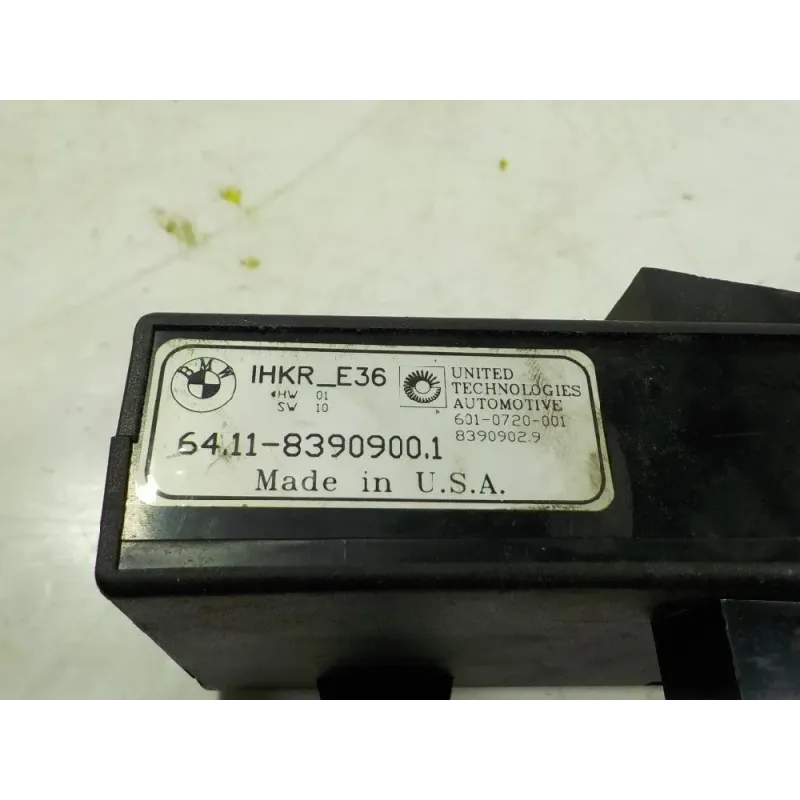 BMW
IHKR_E36
HW 01
SW 10
UNITED
TECHNOLOGIES
AUTOMOTIVE
601-0720-001
8390902.9
64.11-8390900.1
Made in U.S.A.